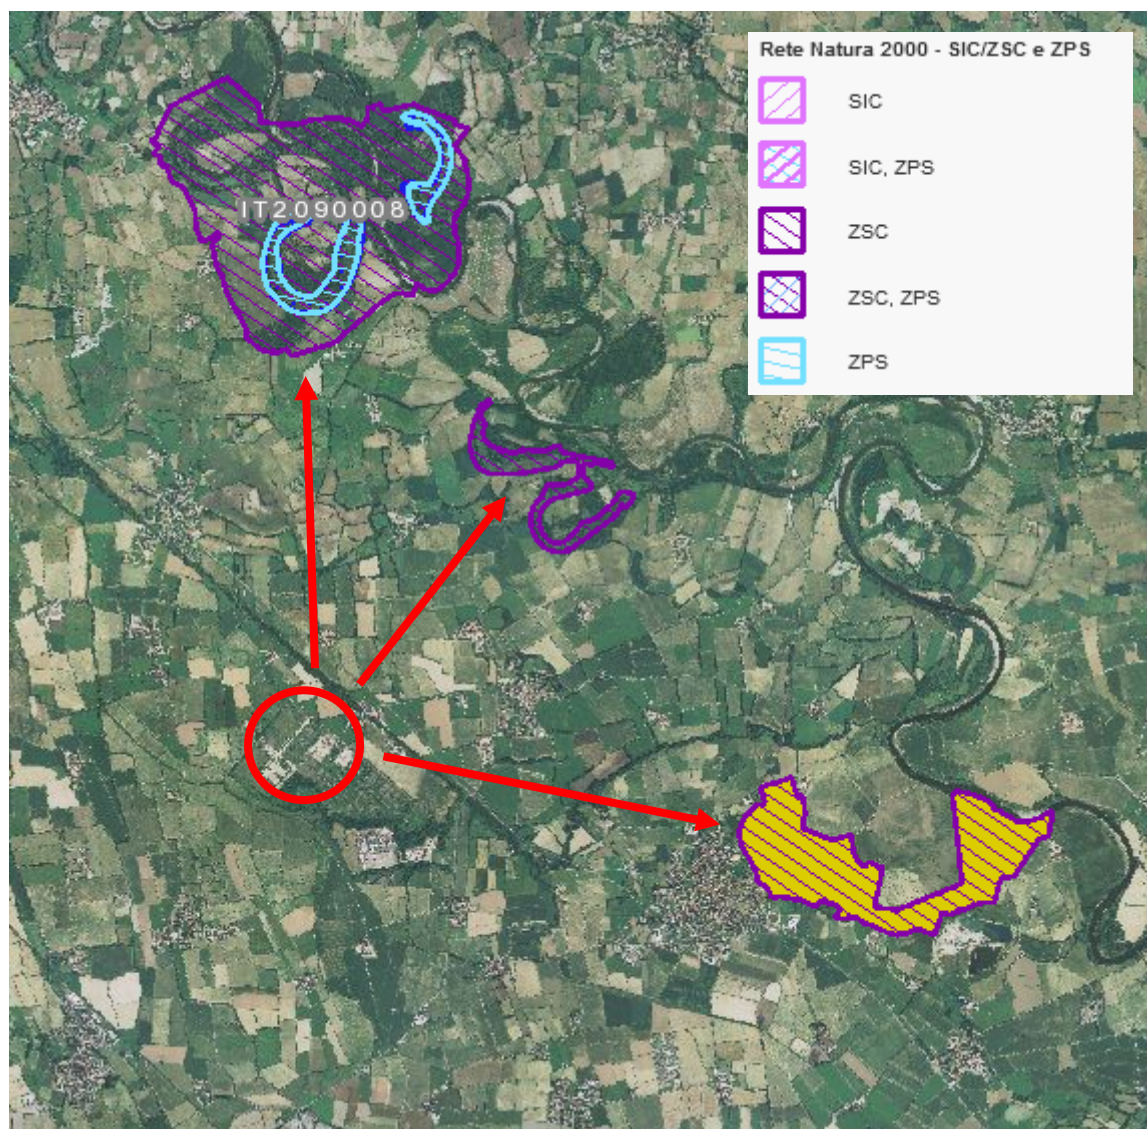 Rete Natura 2000 - SIC/ZSC e ZPS
SIC
SIC, ZPS
ZSC
ZSC, ZPS
ZPS
IT2090008